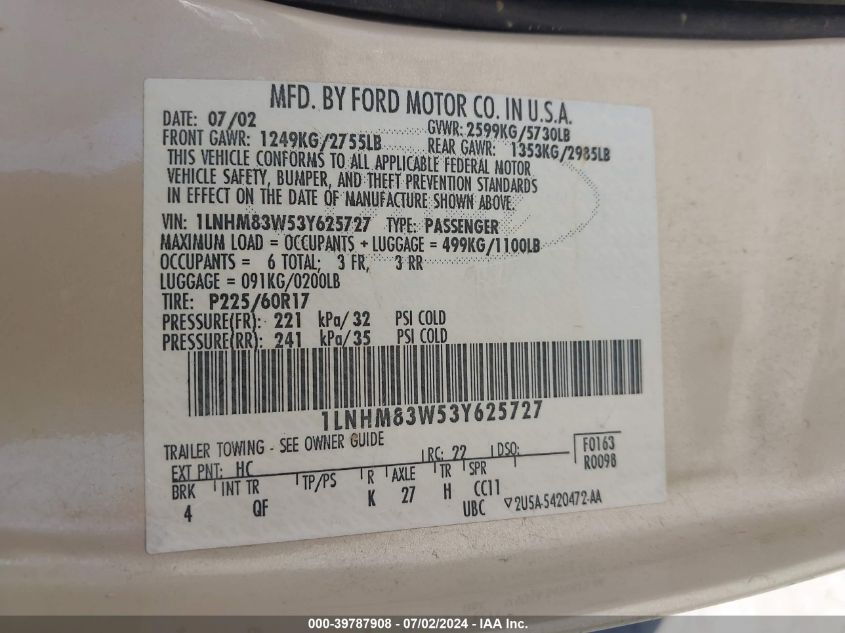 MFD. BY FORD MOTOR CO. IN U.S.A.
DATE: 07/02 GVWR: 2599KG/5730LB
FRONT GAWR: 1249KG/2755LB REAR GAWR: 1353KG/2985LB
THIS VEHICLE CONFORMS TO ALL APPLICABLE FEDERAL MOTOR
VEHICLE SAFETY, BUMPER, AND THEFT PREVENTION STANDARDS
IN EFFECT ON THE DATE OF MANUFACTURE SHOWN ABOVE.
VIN: 1LNHM83W53Y625727 TYPE: PASSENGER
MAXIMUM LOAD = OCCUPANTS + LUGGAGE = 499KG/1100LB
OCCUPANTS = 6 TOTAL; 3 FR, 3 RR
LUGGAGE = 091KG/0200LB
TIRE: P225/60R17
PRESSURE(FR): 221 kPa/32 PSI COLD
PRESSURE(RR): 241 kPa/35 PSI COLD
1LNHM83W53Y625727
TRAILER TOWING - SEE OWNER GUIDE
EXT PNT: HC RC: 22 DSO: F0163
R0098
BRK INT TR TP/PS R AXLE TR SPR
4 QF K 27 H CC11
UBC 2U5A-5420472-AA
000-39787908 - 07/02/2024 - IAAI.COM